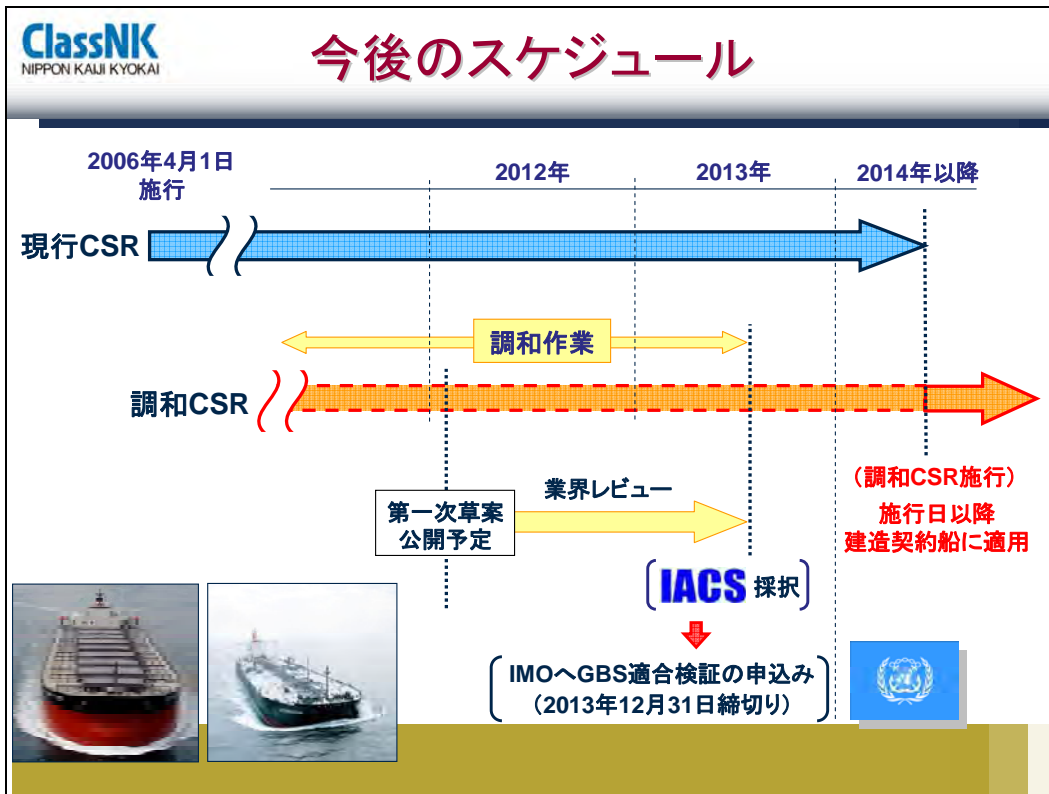 ClassNK
NIPPON KAIJI KYOKAI
今後のスケジュール
2006年4月1日
施行
2012年
2013年
2014年以降
現行CSR
調和作業
調和CSR
第一次草案
公開予定
業界レビュー
(調和CSR施行)
施行日以降
建造契約船に適用
IACS 採択
IMOへGBS適合検証の申込み
(2013年12月31日締切り)